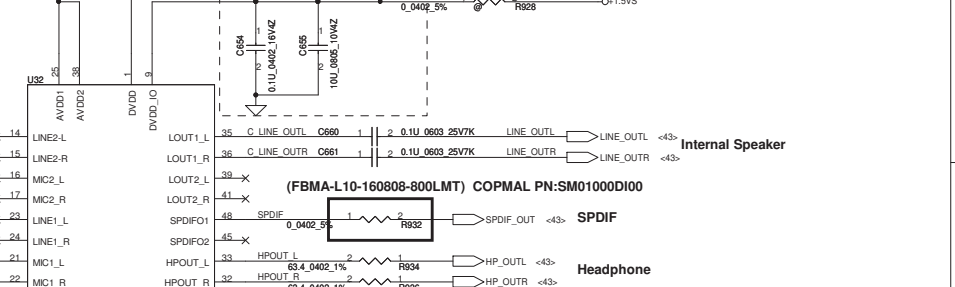 0_0402_5% @ R928 +1.5VS
C654 1 2 0.1U_0402_16V4Z
C655 1 2 10U_0805_10V4Z
25 38 1 9
U32
AVDD1 AVDD2 DVDD DVDD_IO
14 LINE2-L LOUT1_L 35 C_LINE_OUTL C660 1 2 0.1U_0603_25V7K LINE_OUTL LINE_OUTL <43>
Internal Speaker
15 LINE2-R LOUT1_R 36 C_LINE_OUTR C661 1 2 0.1U_0603_25V7K LINE_OUTR LINE_OUTR <43>
16 MIC2_L LOUT2_L 39
(FBMA-L10-160808-800LMT) COPMAL PN:SM01000DI00
17 MIC2_R LOUT2_R 41
23 LINE1_L SPDIFO1 48 SPDIF 1 2 SPDIF_OUT <43> SPDIF
0_0402_5% R932
24 LINE1_R SPDIFO2 45
21 MIC1_L HPOUT_L 33 HPOUT_L 2 1 HP_OUTL <43>
63.4_0402_1% R934
Headphone
22 MIC1_R HPOUT_R 32 HPOUT_R 2 1 HP_OUTR <43>